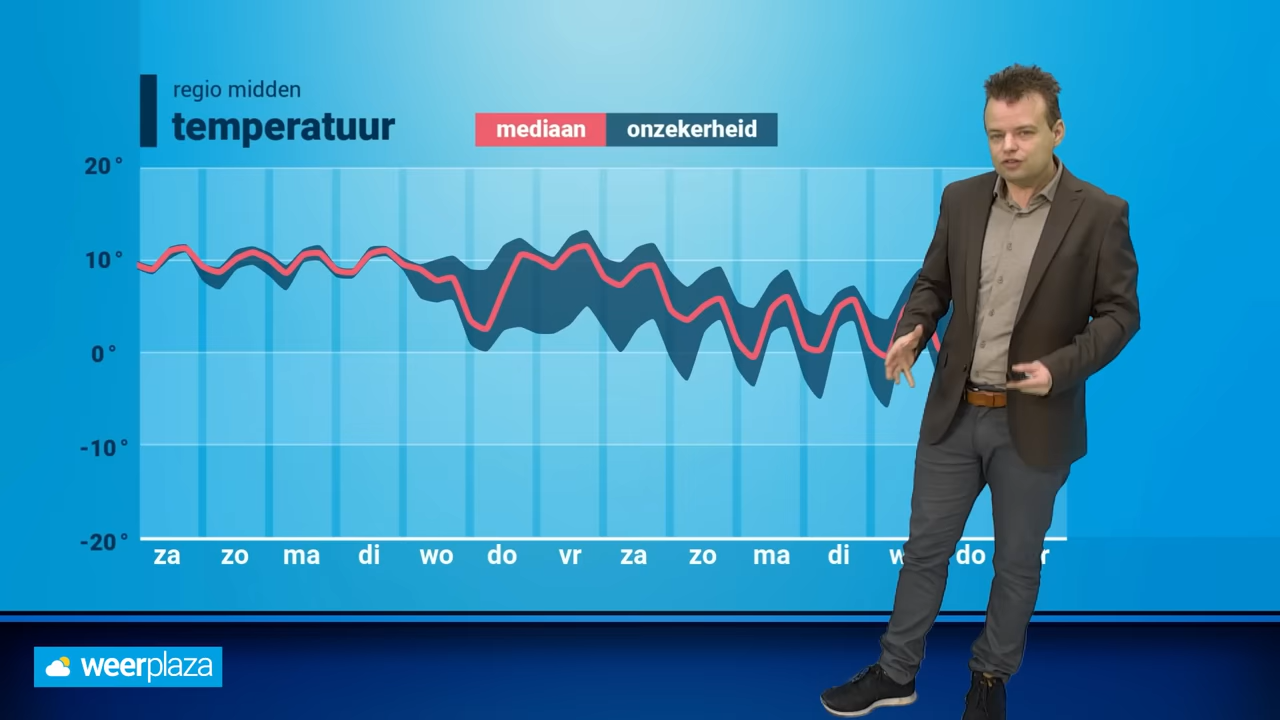 regio midden
temperatuur
mediaan onzekerheid
20°
10°
0°
-10°
-20°
za zo ma di wo do vr za zo ma di w do r
weerplaza